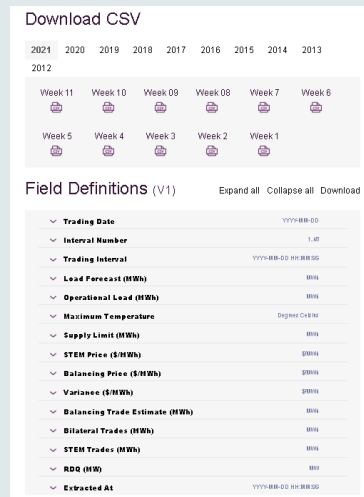 Download CSV
2021 2020 2019 2018 2017 2016 2015 2014 2013
2012
Week 11 Week 10 Week 09 Week 08 Week 7 Week 6
Week 5 Week 4 Week 3 Week 2 Week 1
Field Definitions (V1) Expand all Collapse all Download
Trading Date YYYY-MM-DD
Interval Number
Trading Interval YYYY-MM-DD HH:MM:SS
Load Forecast (MWh) MWh
Operational Load (MWh) MWh
Maximum Temperature Degrees Celsius
Supply Limit (MWh) MWh
STEM Price ($/MWh) $/MWh
Balancing Price ($/MWh) $/MWh
Variance ($/MWh) $/MWh
Balancing Trade Estimate (MWh) MWh
Bilateral Trades (MWh) MWh
STEM Trades (MWh) MWh
RDQ (MW) MW
Extracted At YYYY-MM-DD HH:MM:SS